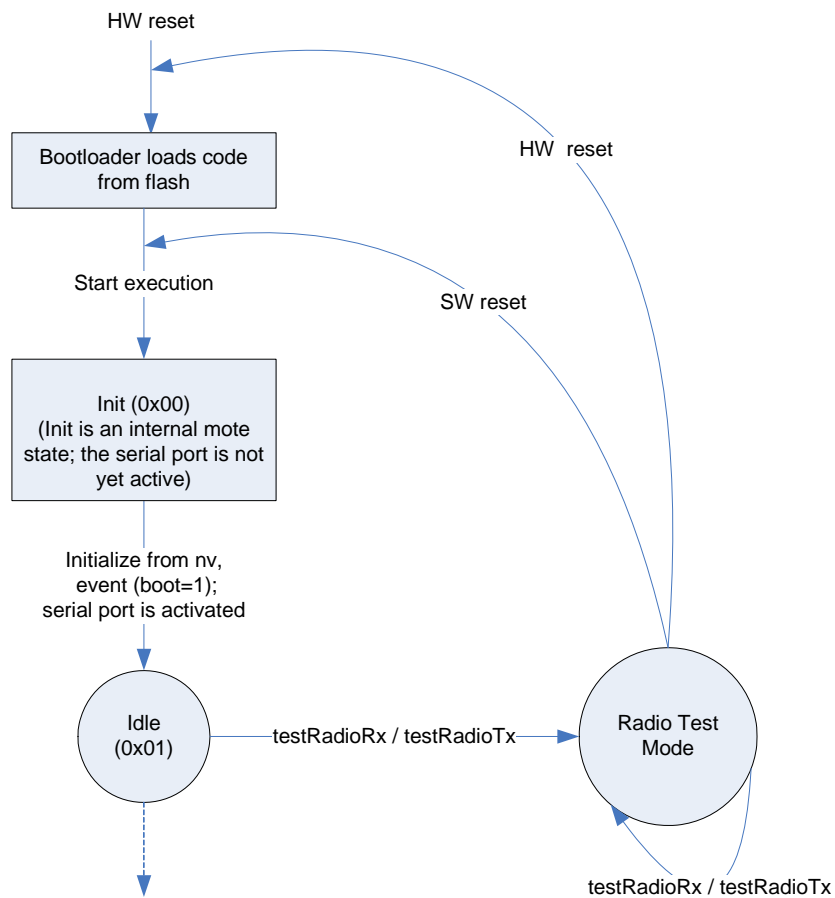 HW reset
Bootloader loads code
from flash
HW reset
Start execution
SW reset
Init (0x00)
(Init is an internal mote
state; the serial port is not
yet active)
Initialize from nv,
event (boot=1);
serial port is activated
Idle
(0x01)
testRadioRx / testRadioTx
Radio Test
Mode
testRadioRx / testRadioTx